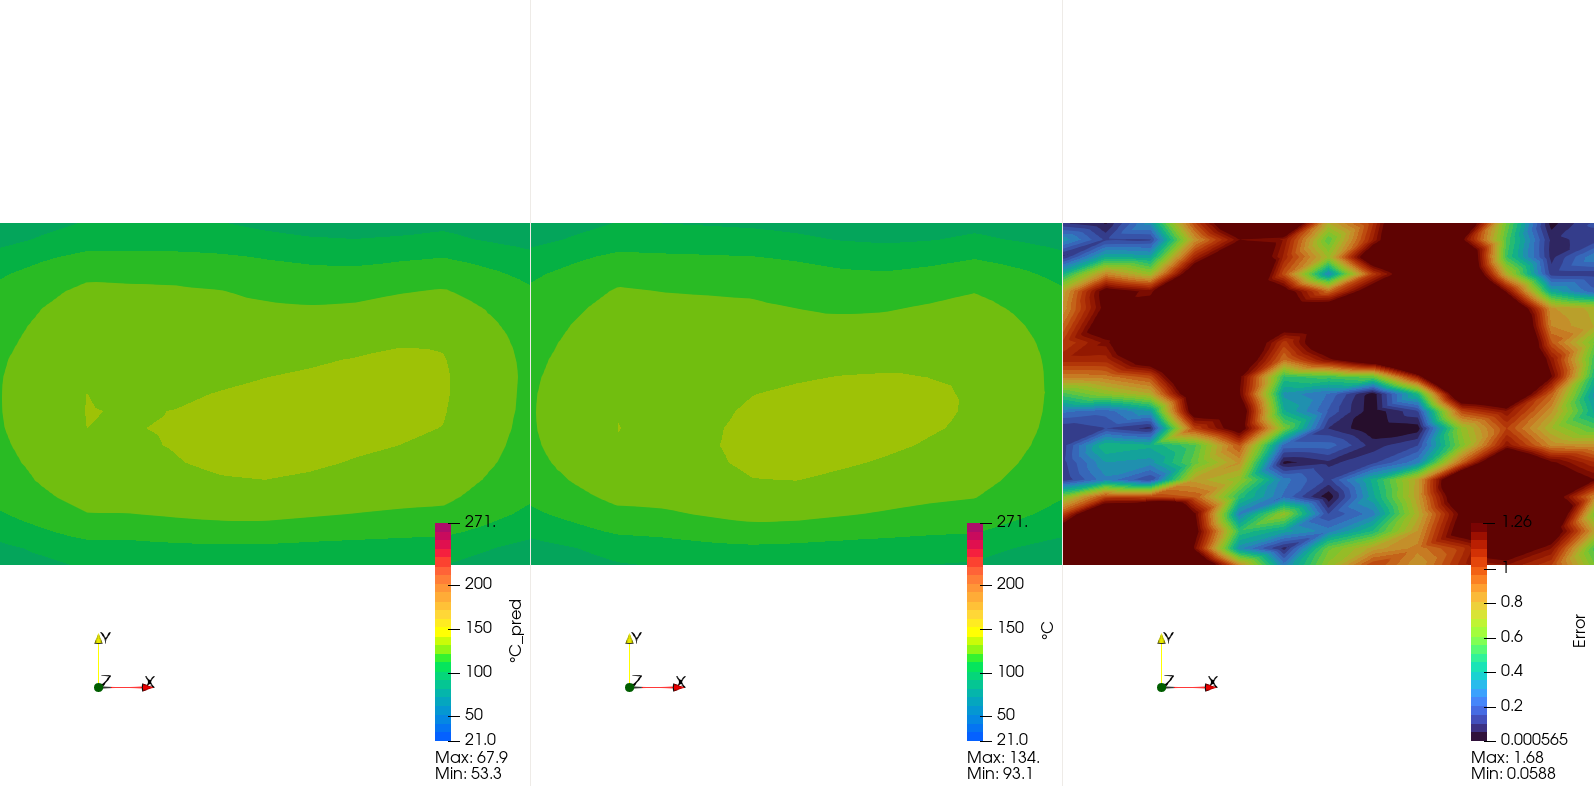 271.
200
150
100
50
21.0
°C_pred
Max: 67.9
Min: 53.3
Y
Z
X
271.
200
150
100
50
21.0
°C
Max: 134.
Min: 93.1
Y
Z
X
1.26
1
0.8
0.6
0.4
0.2
0.000565
Error
Max: 1.68
Min: 0.0588
Y
Z
X